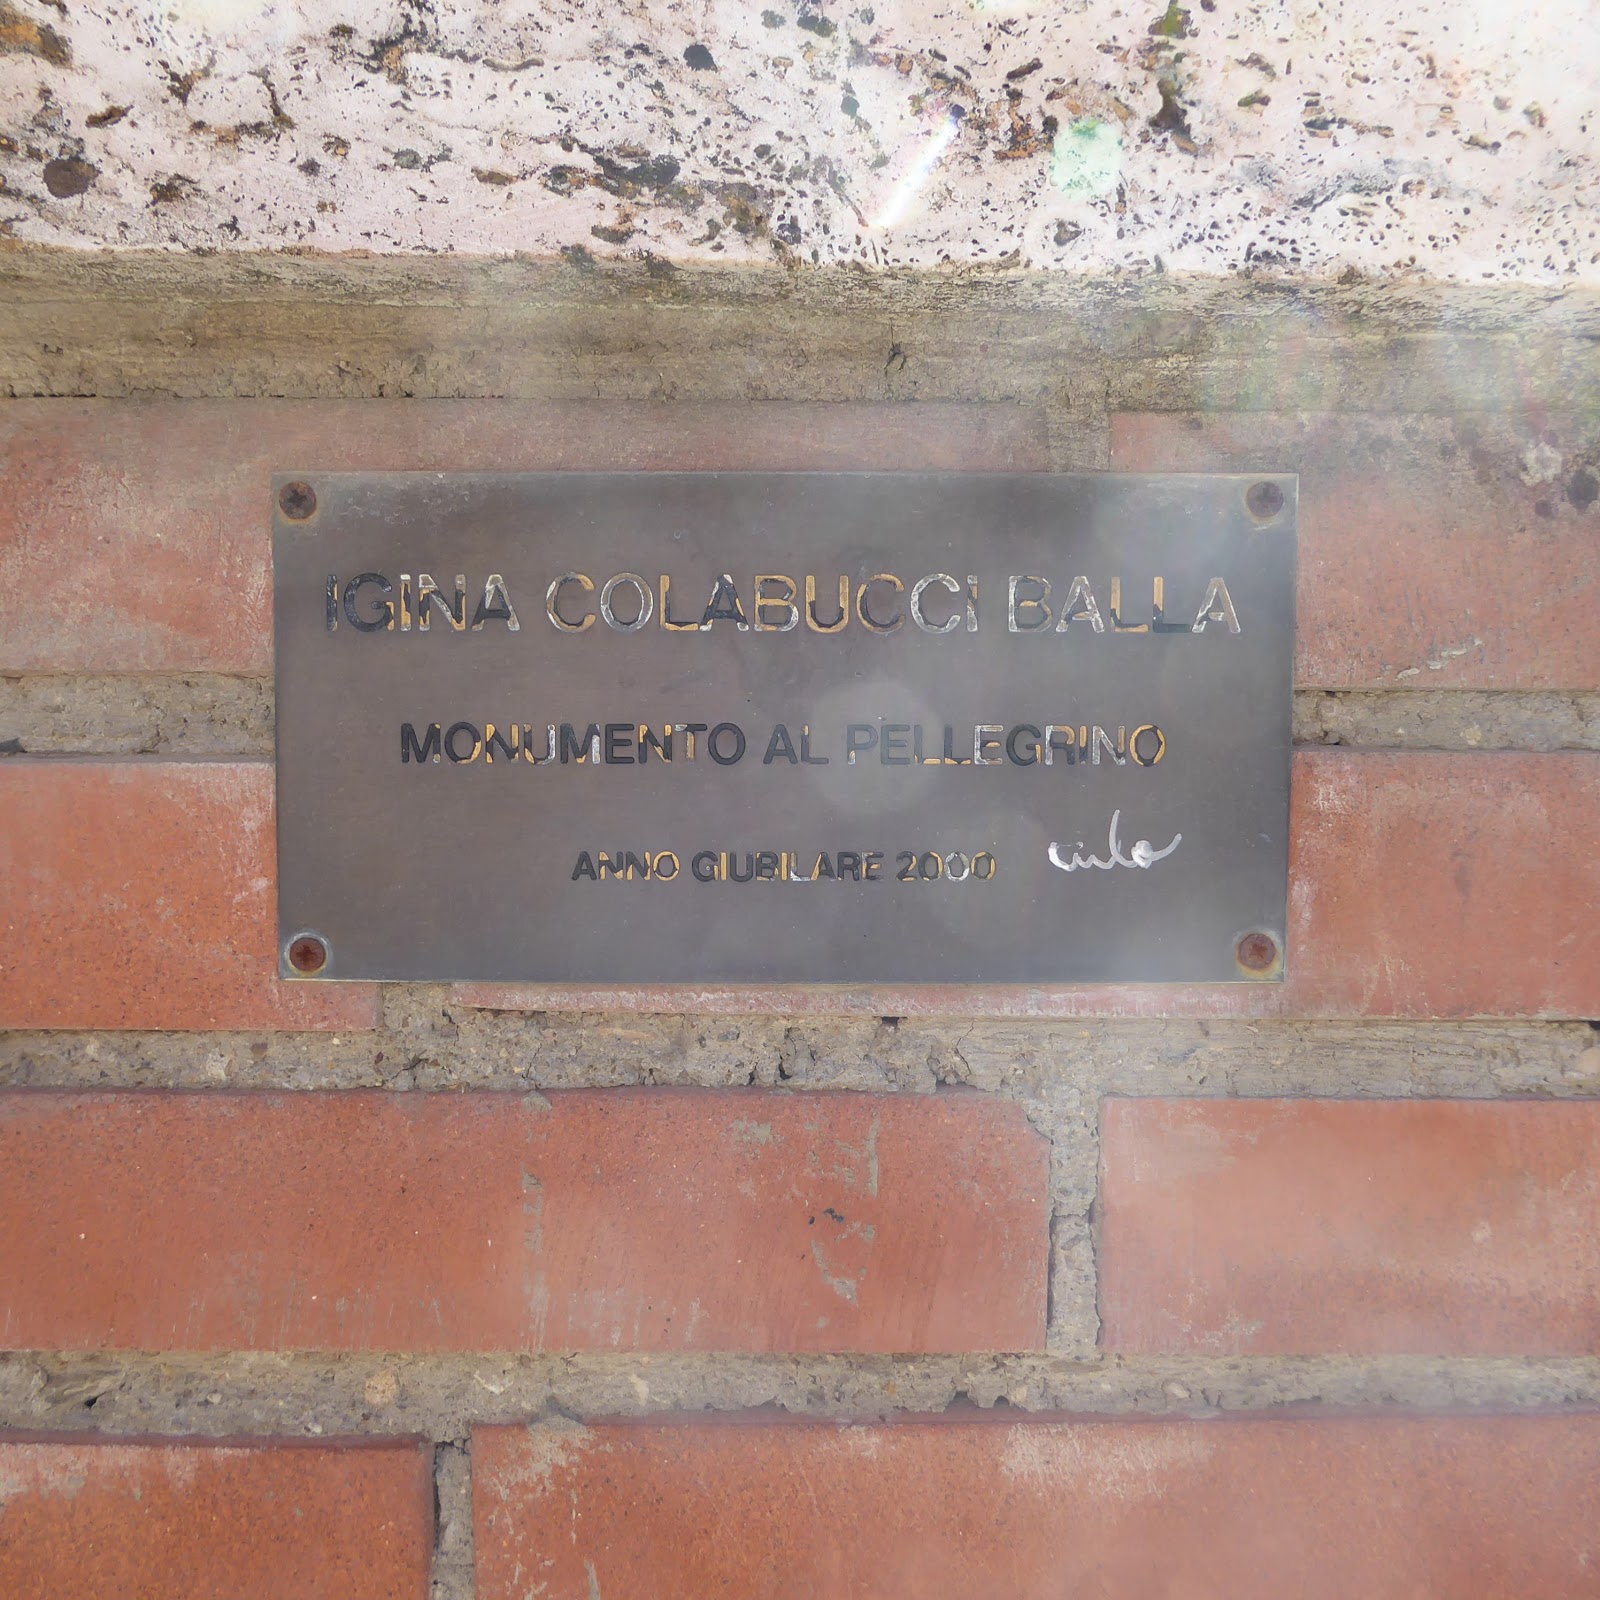 IGINA COLABUCCI BALLA
MONUMENTO AL PELLEGRINO
ANNO GIUBILARE 2000